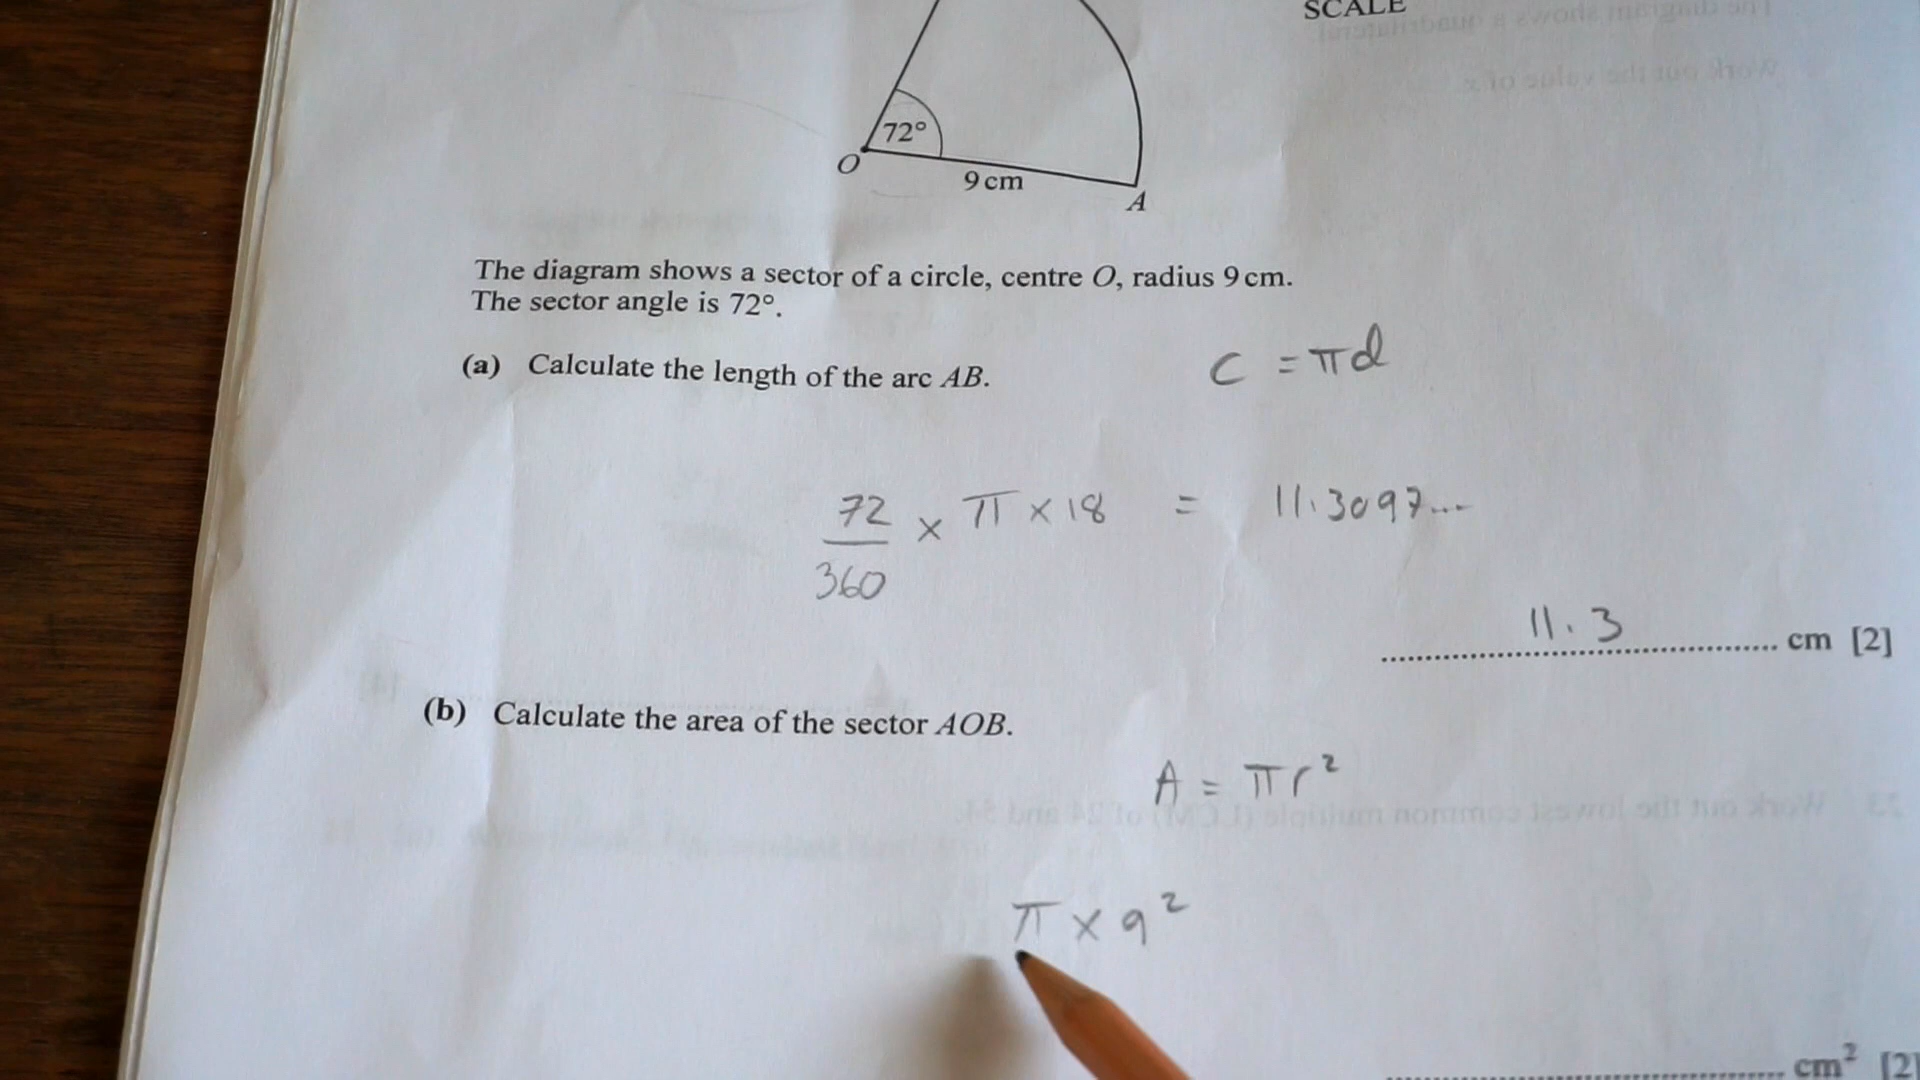 SCALE
72°
O
9 cm
A
The diagram shows a sector of a circle, centre O, radius 9 cm.
The sector angle is 72°.
(a) Calculate the length of the arc AB.
C = πd
72/360 × π × 18 = 11.3097...
11.3 cm [2]
(b) Calculate the area of the sector AOB.
A = πr²
π × 9²
cm² [2]